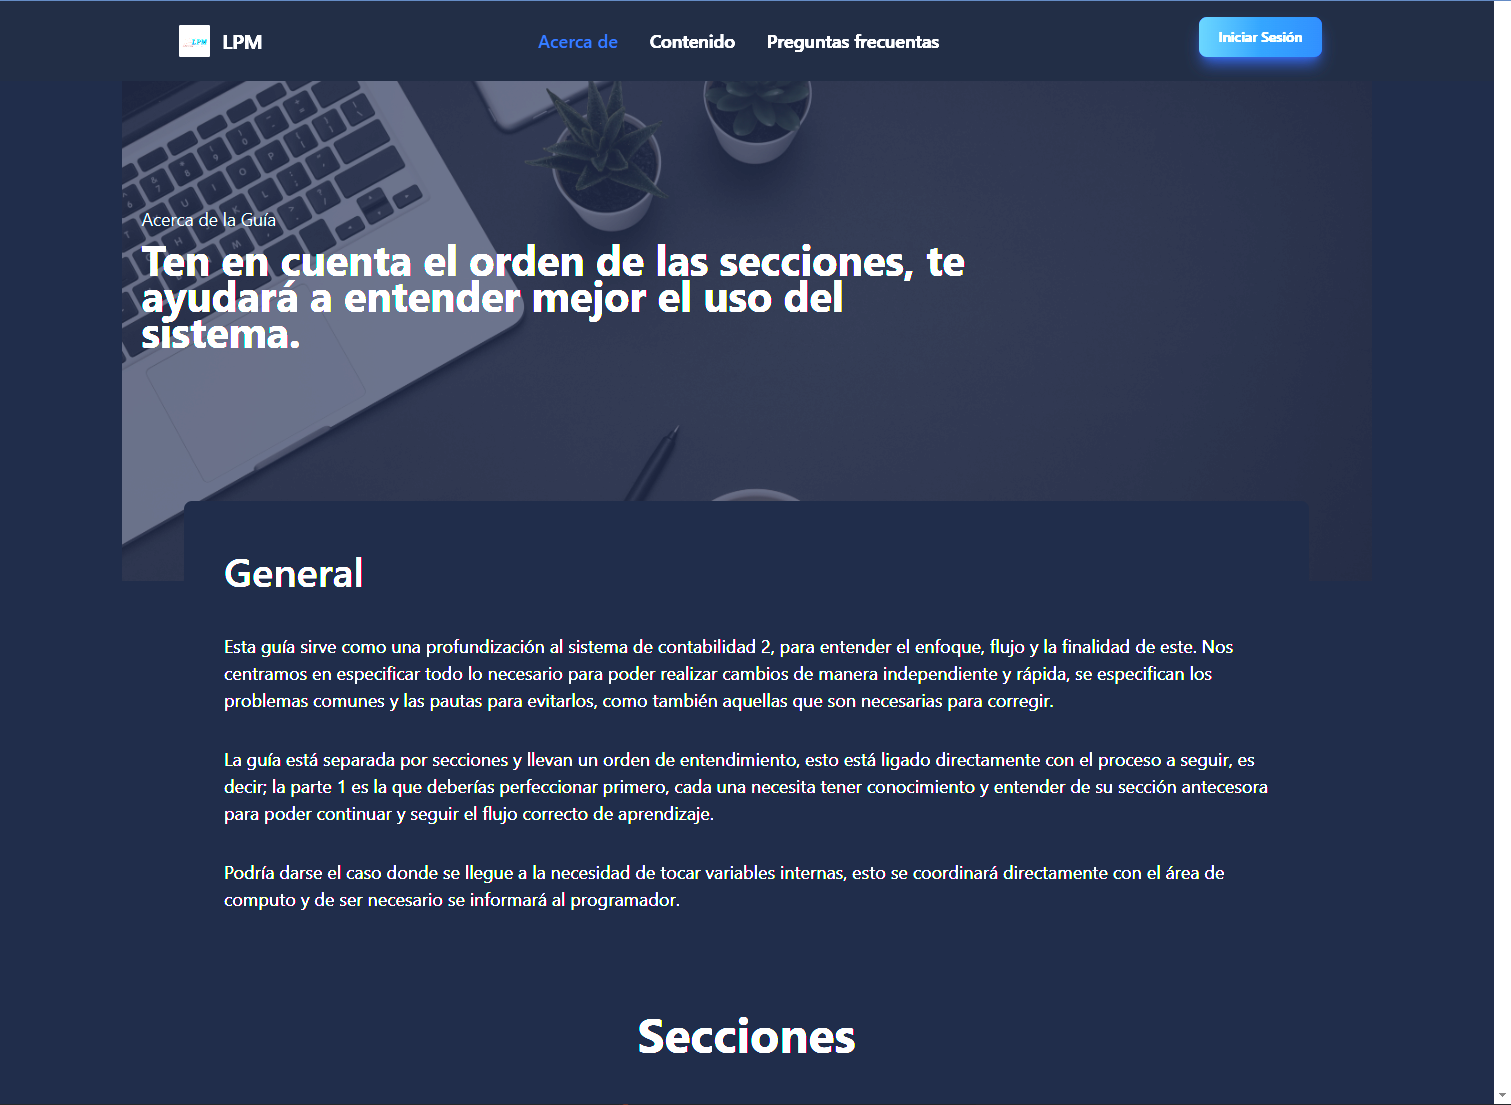 LPM
LPM
Acerca de
Contenido
Preguntas frecuentes
Iniciar Sesión
Acerca de la Guía
Ten en cuenta el orden de las secciones, te
ayudará a entender mejor el uso del
sistema.
General
Esta guía sirve como una profundización al sistema de contabilidad 2, para entender el enfoque, flujo y la finalidad de este. Nos
centramos en especificar todo lo necesario para poder realizar cambios de manera independiente y rápida, se especifican los
problemas comunes y las pautas para evitarlos, como también aquellas que son necesarias para corregir.
La guía está separada por secciones y llevan un orden de entendimiento, esto está ligado directamente con el proceso a seguir, es
decir; la parte 1 es la que deberías perfeccionar primero, cada una necesita tener conocimiento y entender de su sección antecesora
para poder continuar y seguir el flujo correcto de aprendizaje.
Podría darse el caso donde se llegue a la necesidad de tocar variables internas, esto se coordinará directamente con el área de
computo y de ser necesario se informará al programador.
Secciones